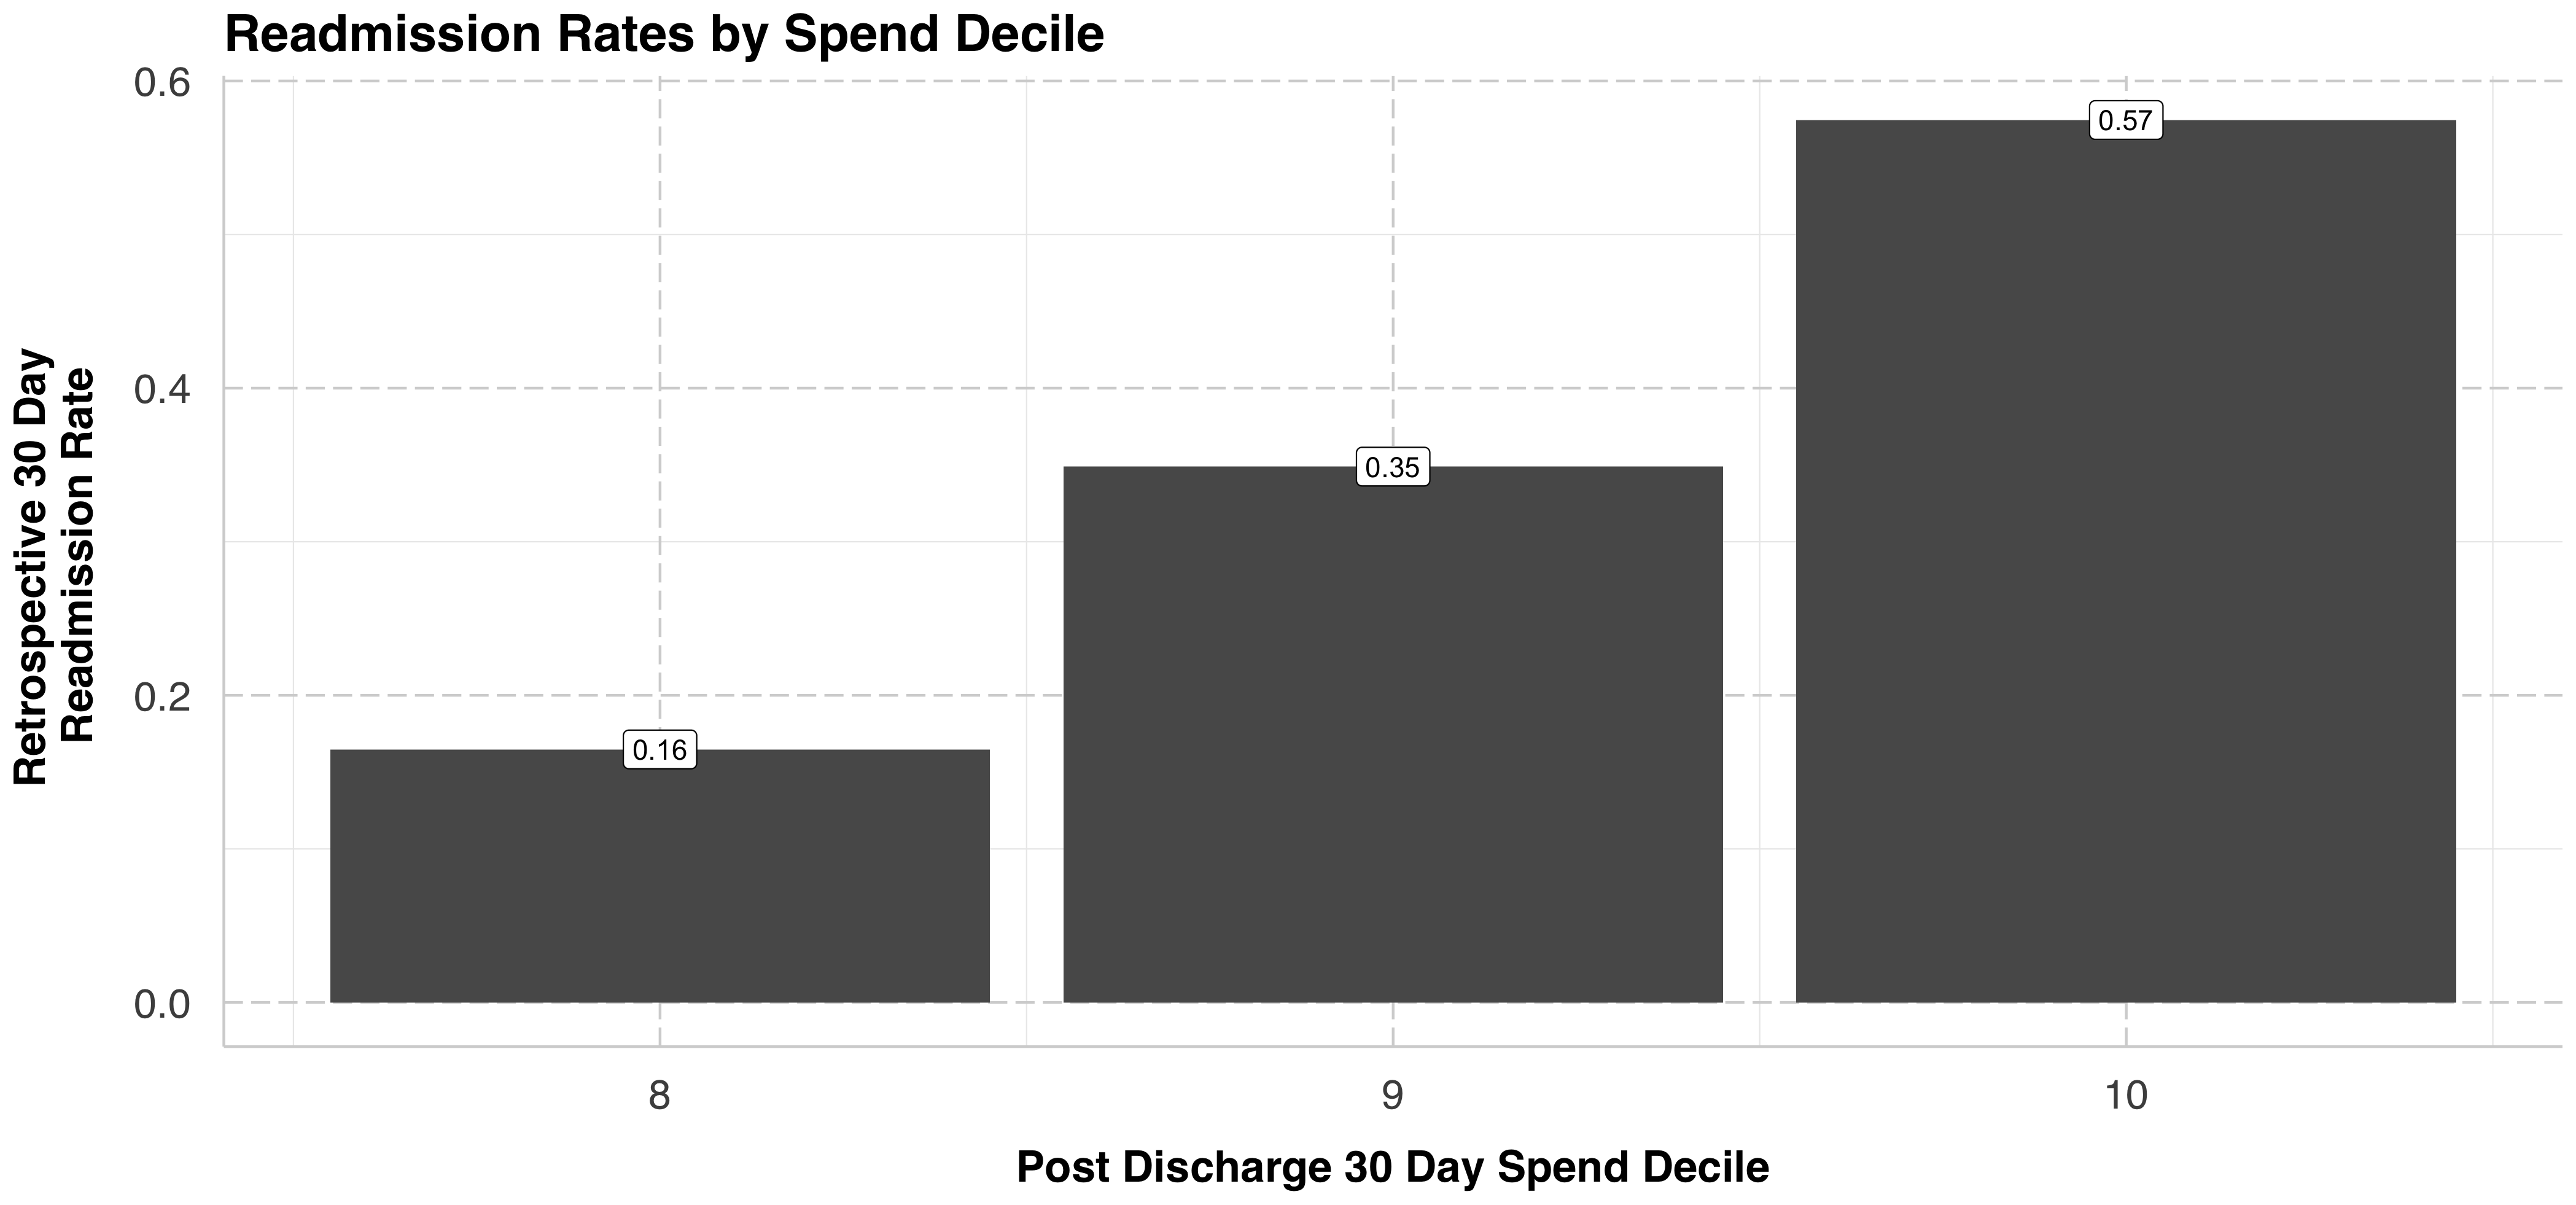 Readmission Rates by Spend Decile
Retrospective 30 Day
Readmission Rate
0.6
0.4
0.2
0.0
0.16
0.35
0.57
8
9
10
Post Discharge 30 Day Spend Decile